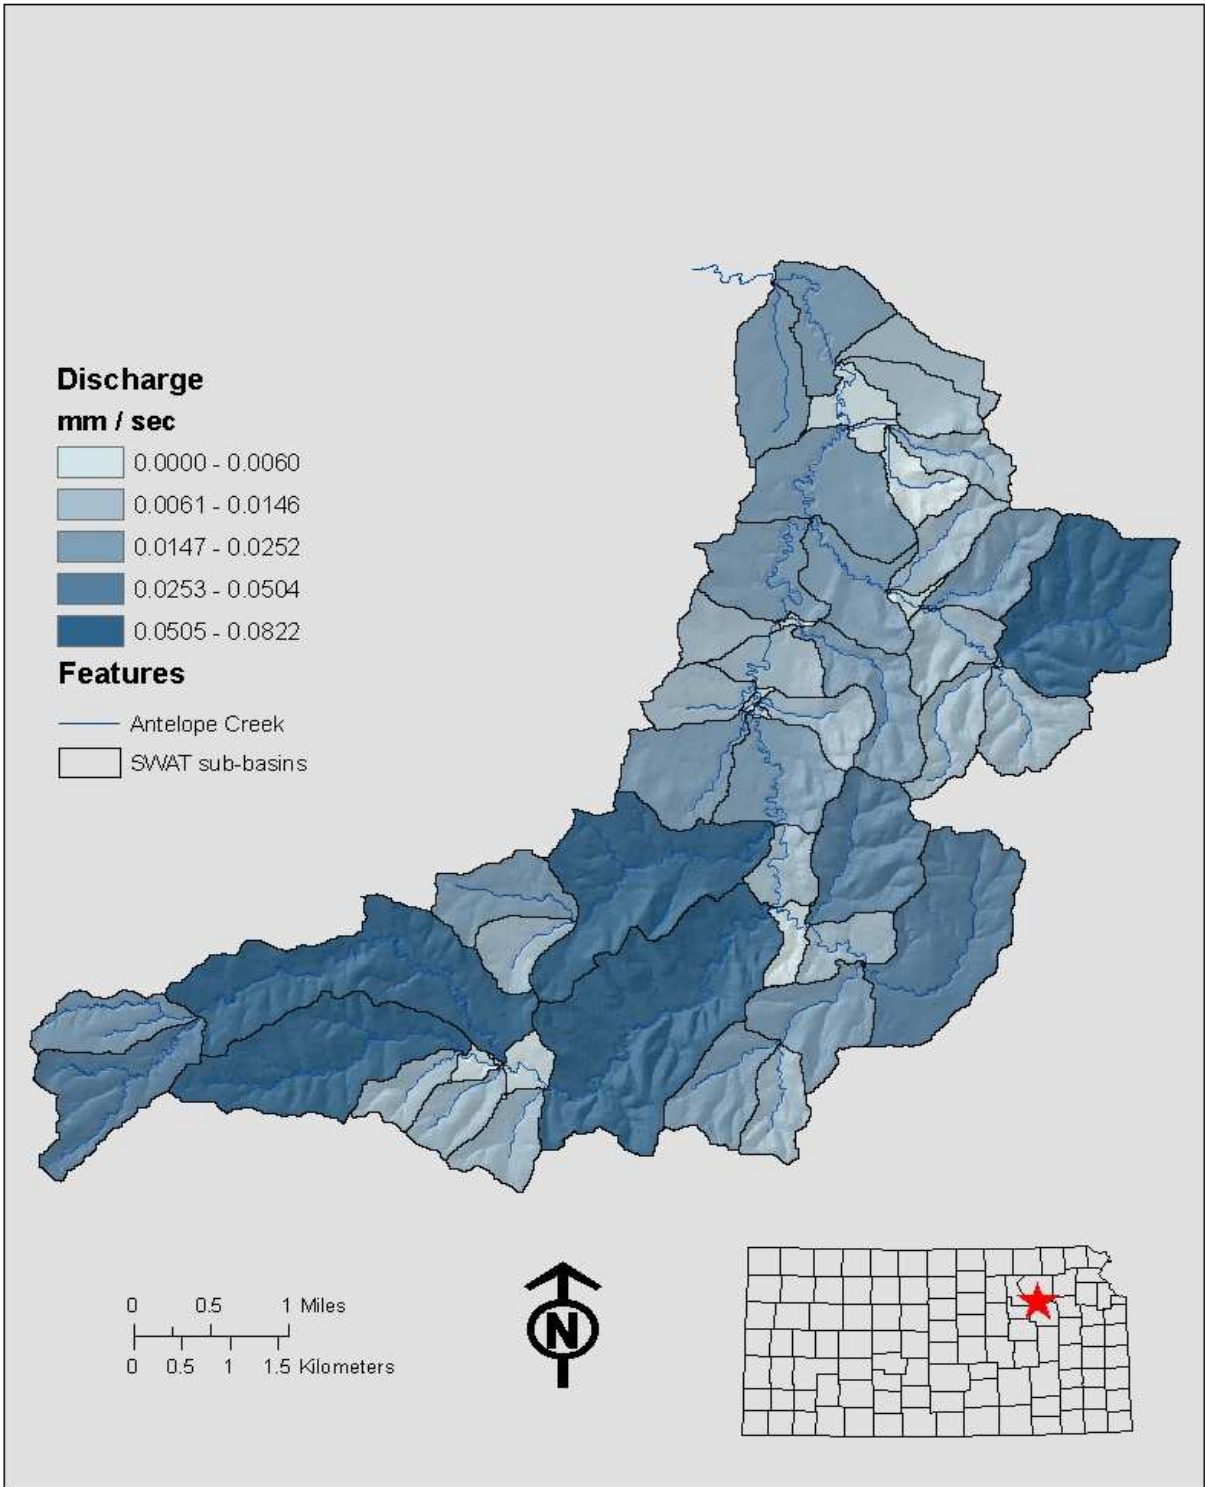 Discharge
mm / sec
0.0000 - 0.0060
0.0061 - 0.0146
0.0147 - 0.0252
0.0253 - 0.0504
0.0505 - 0.0822
Features
Antelope Creek
SWAT sub-basins
0 0.5 1 Miles
0 0.5 1 1.5 Kilometers
N